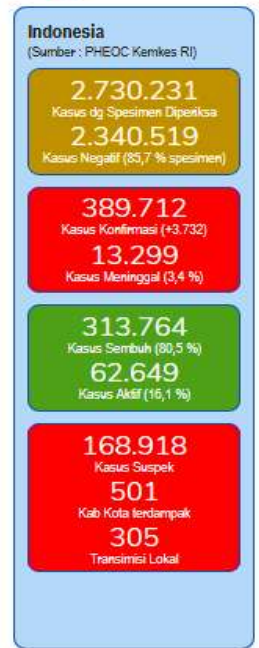 Indonesia
(Sumber : PHEOC Kemkes RI)
2.730.231
Kasus dg Spesimen Diperiksa
2.340.519
Kasus Negatif (85,7 % spesimen)
389.712
Kasus Konfirmasi (+3.732)
13.299
Kasus Meninggal (3,4 %)
313.764
Kasus Sembuh (80,5 %)
62.649
Kasus Aktif (16,1 %)
168.918
Kasus Suspek
501
Kab Kota terdampak
305
Transimisi Lokal